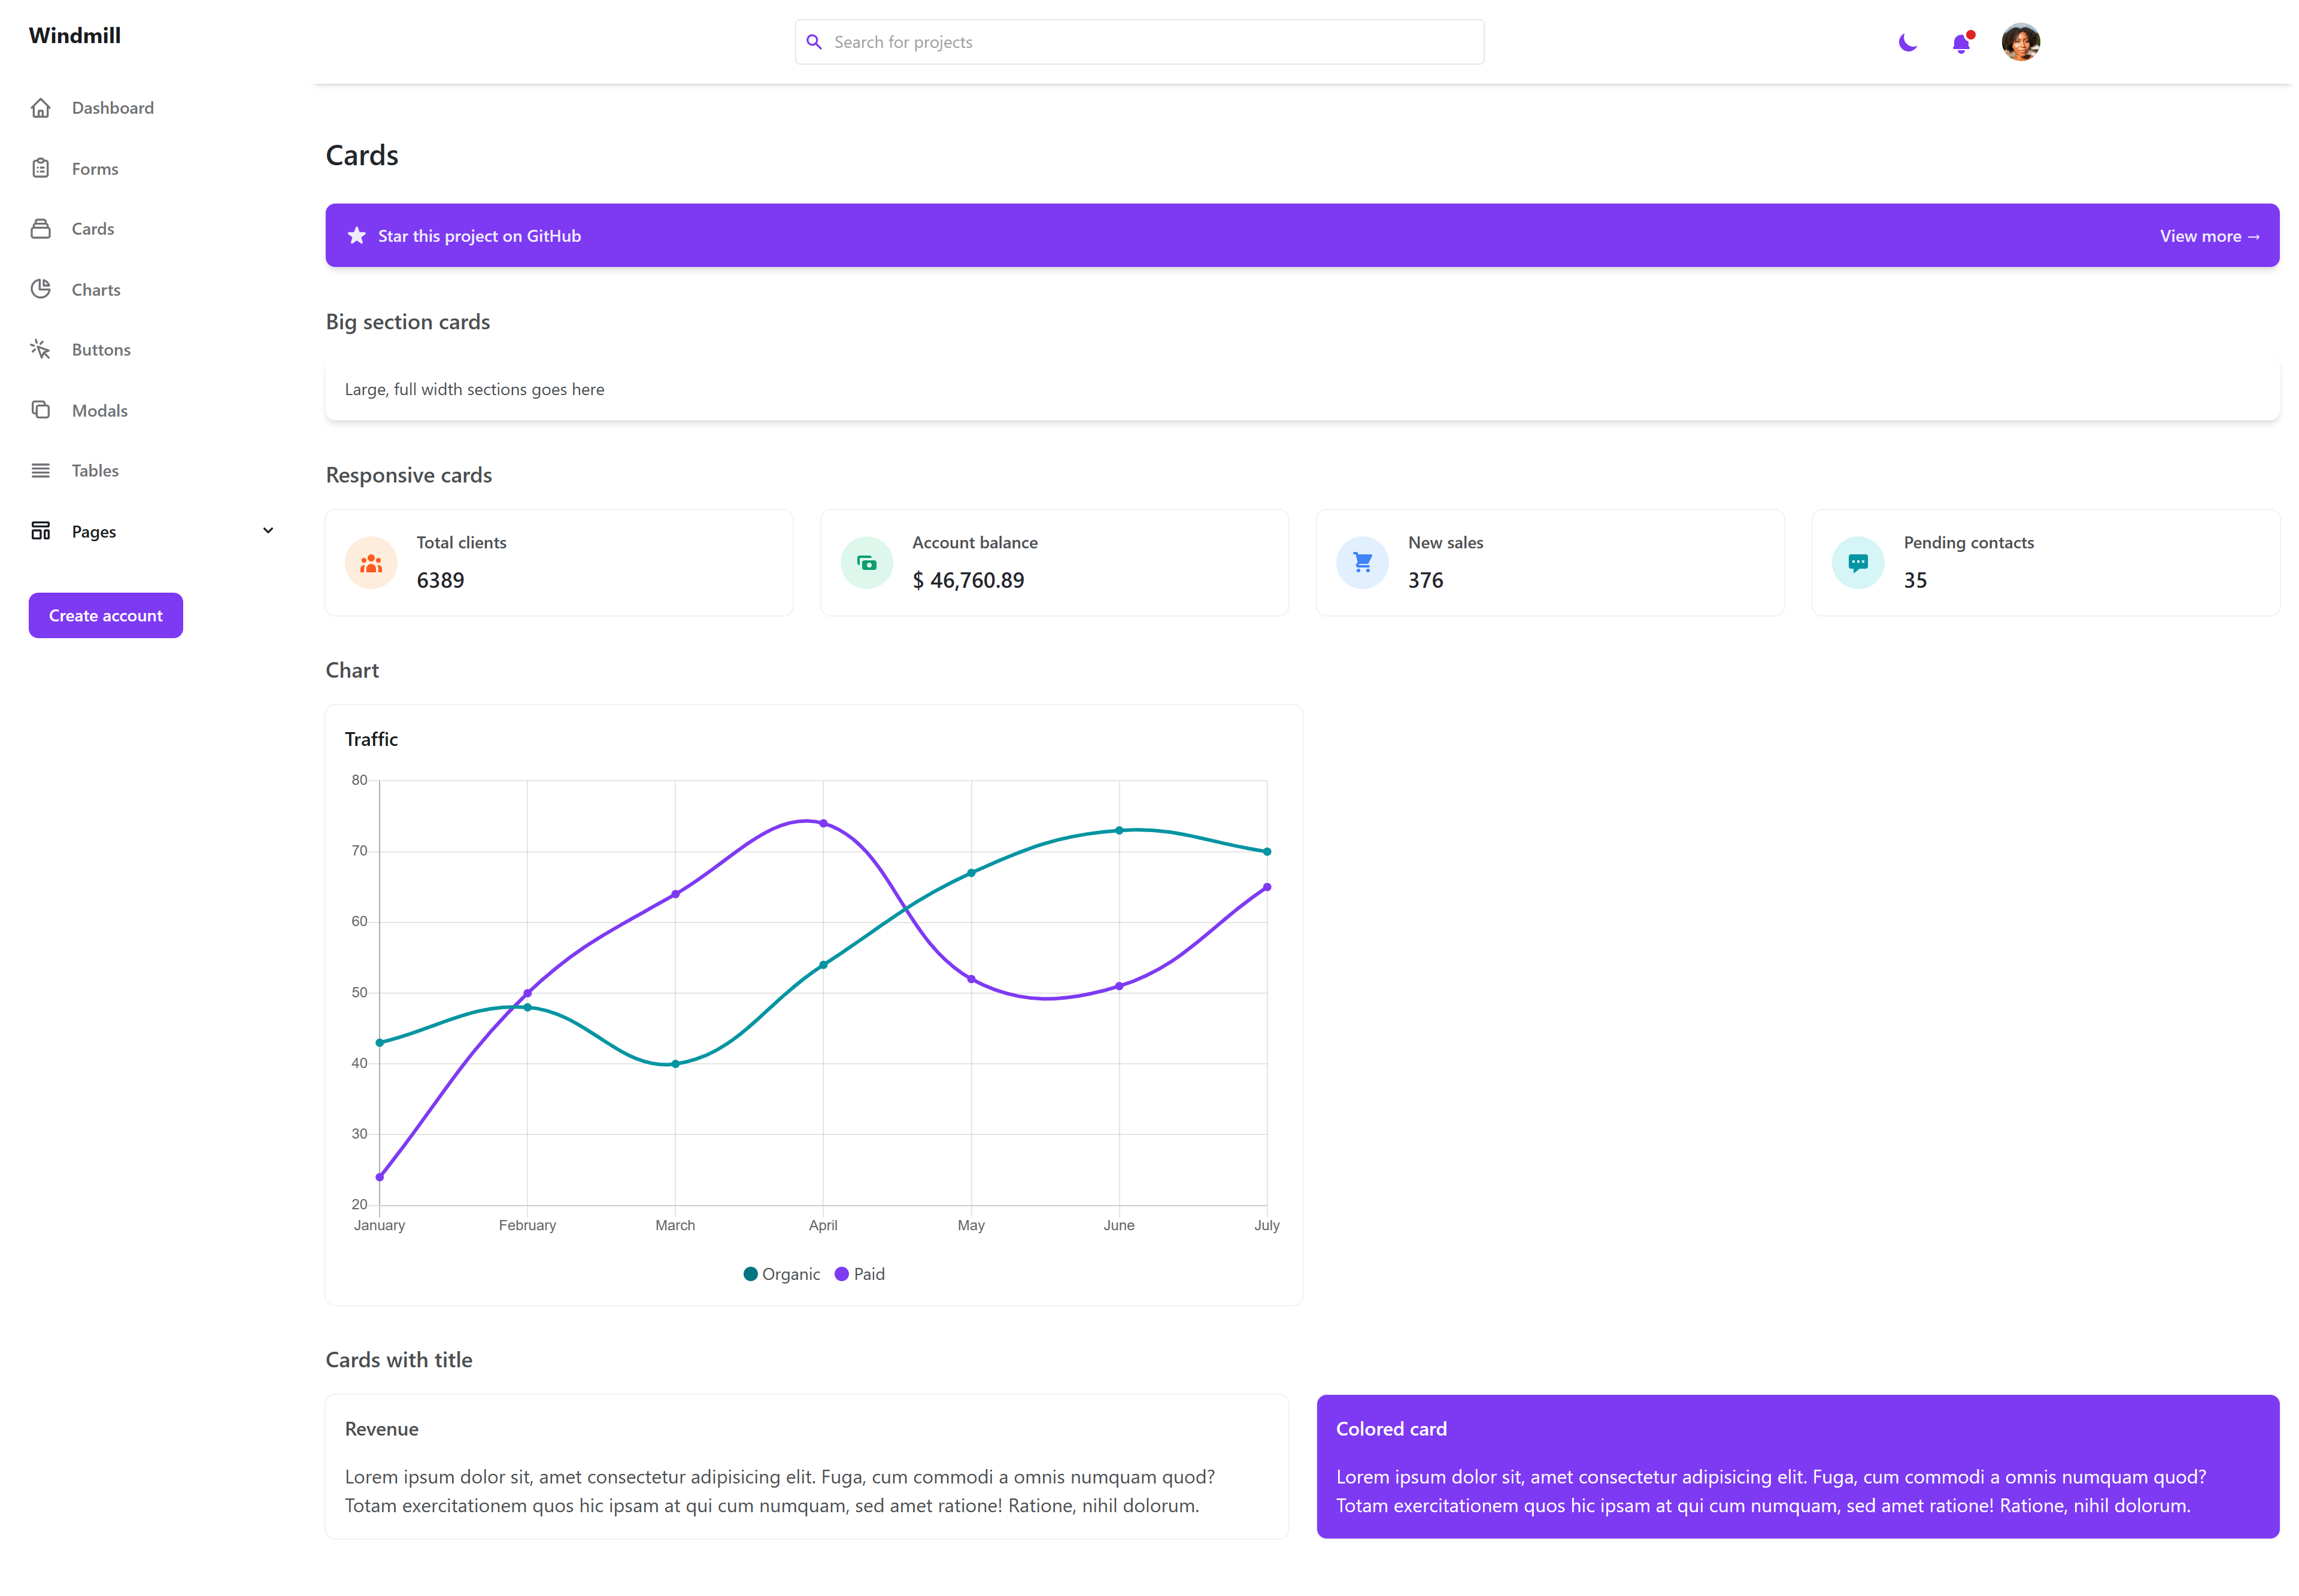 Windmill
Search for projects
Dashboard
Forms
Cards
Charts
Buttons
Modals
Tables
Pages
Create account
Cards
Star this project on GitHub
View more →
Big section cards
Large, full width sections goes here
Responsive cards
Total clients
6389
Account balance
$ 46,760.89
New sales
376
Pending contacts
35
Chart
Traffic
80
70
60
50
40
30
20
January February March April May June July
Organic Paid
Cards with title
Revenue
Lorem ipsum dolor sit, amet consectetur adipisicing elit. Fuga, cum commodi a omnis numquam quod?
Totam exercitationem quos hic ipsam at qui cum numquam, sed amet ratione! Ratione, nihil dolorum.
Colored card
Lorem ipsum dolor sit, amet consectetur adipisicing elit. Fuga, cum commodi a omnis numquam quod?
Totam exercitationem quos hic ipsam at qui cum numquam, sed amet ratione! Ratione, nihil dolorum.